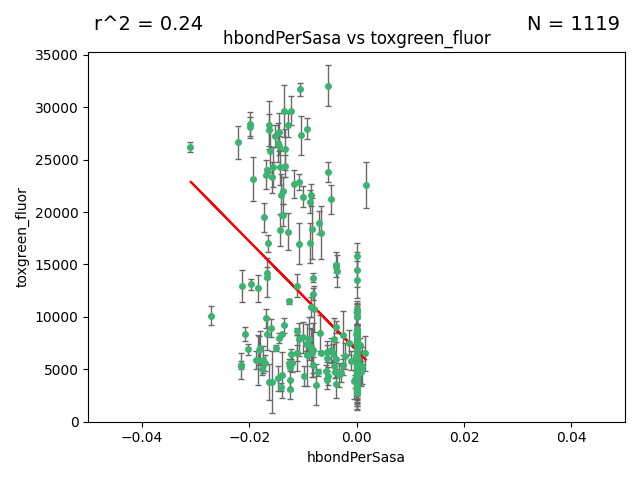 r^2 = 0.24
N = 1119
hbondPerSasa vs toxgreen_fluor
toxgreen_fluor
35000
30000
25000
20000
15000
10000
5000
0
−0.04
−0.02
0.00
0.02
0.04
hbondPerSasa